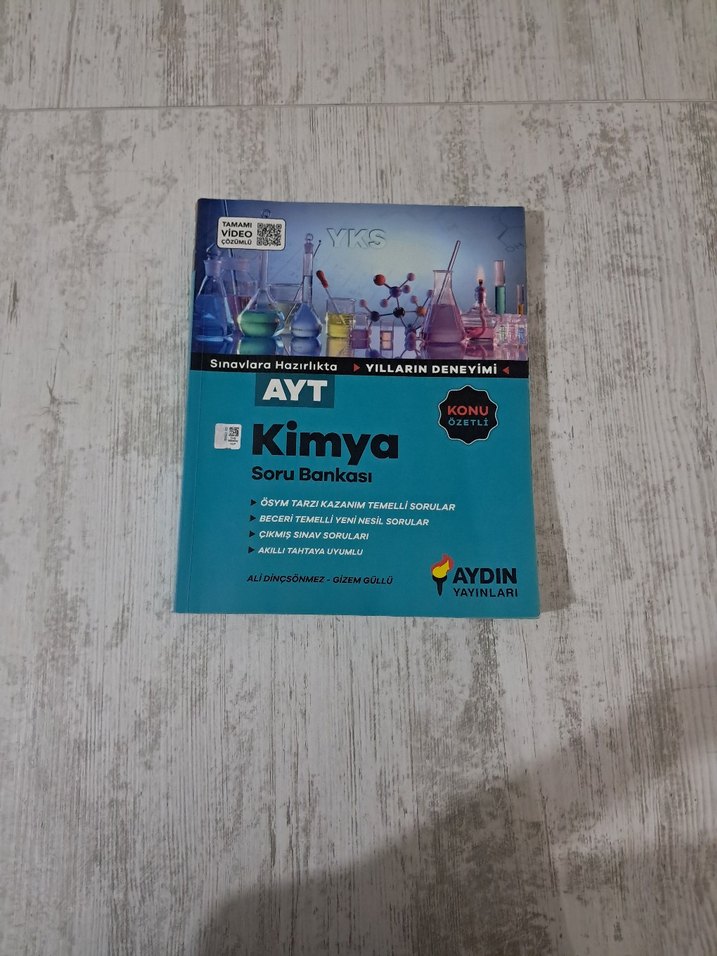 TAMAMI
VİDEO
ÇÖZÜMLÜ
YKS
Sınavlara Hazırlıkta ▶ YILLARIN DENEYİMİ ◀
AYT
KONU
ÖZETLİ
Kimya
Soru Bankası
▶ ÖSYM TARZI KAZANIM TEMELLİ SORULAR
▶ BECERİ TEMELLİ YENİ NESİL SORULAR
▶ ÇIKMIŞ SINAV SORULARI
▶ AKILLI TAHTAYA UYUMLU
ALİ DİNÇSÖNMEZ - GİZEM GÜLLÜ
AYDIN
YAYINLARI